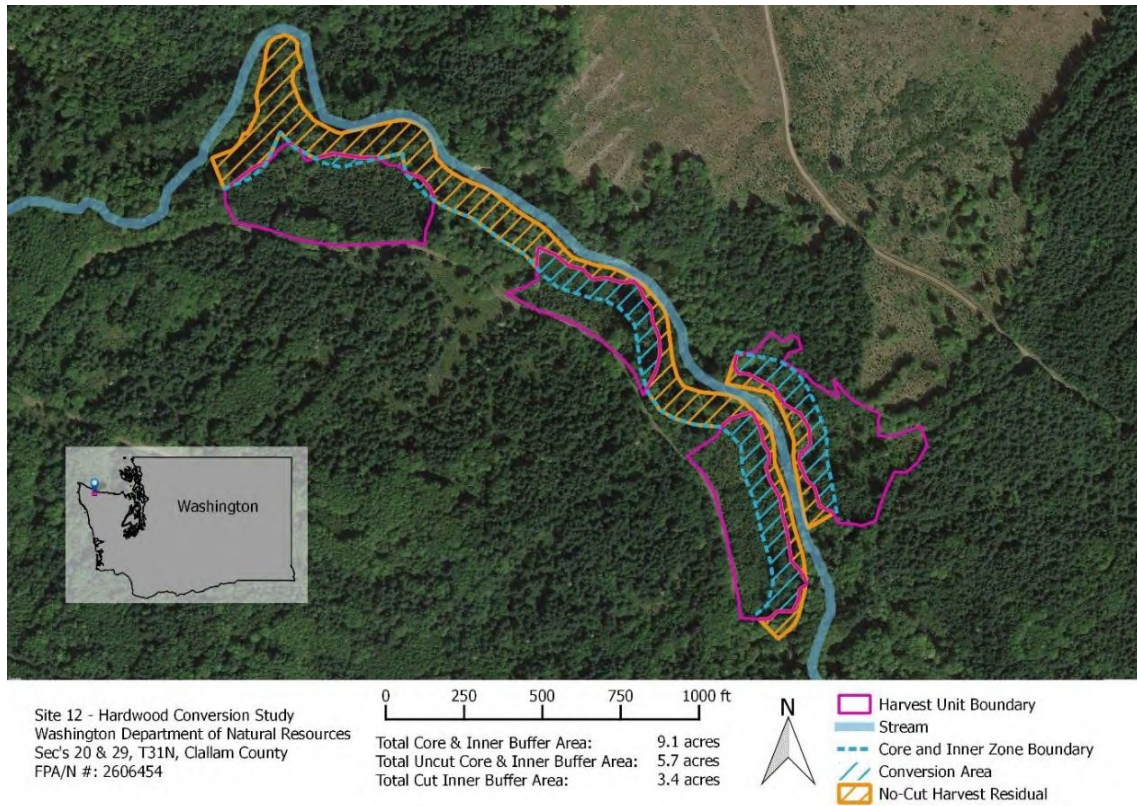 Washington
Site 12 - Hardwood Conversion Study
Washington Department of Natural Resources
Sec's 20 & 29, T31N, Clallam County
FPA/N #: 2606454
0 250 500 750 1000 ft
Total Core & Inner Buffer Area: 9.1 acres
Total Uncut Core & Inner Buffer Area: 5.7 acres
Total Cut Inner Buffer Area: 3.4 acres
N
Harvest Unit Boundary
Stream
Core and Inner Zone Boundary
Conversion Area
No-Cut Harvest Residual